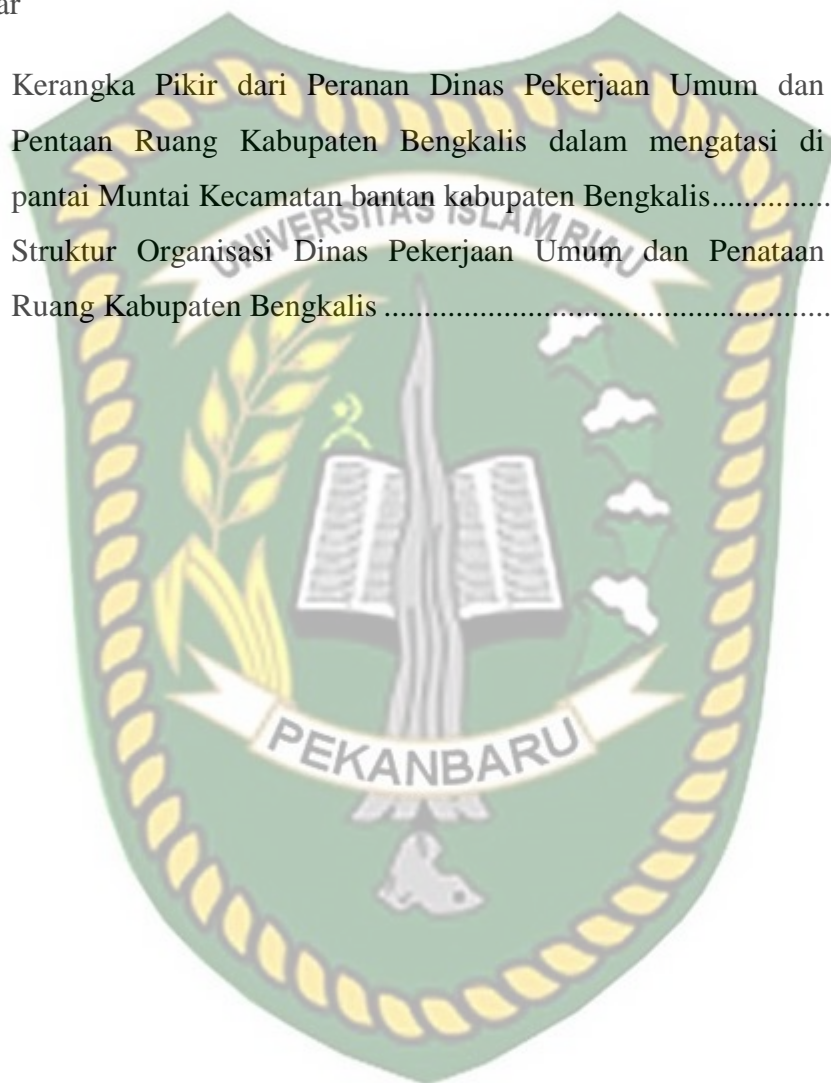 ar
Kerangka Pikir dari Peranan Dinas Pekerjaan Umum dan
Pentaan Ruang Kabupaten Bengkalis dalam mengatasi di
pantai Muntai Kecamatan bantan kabupaten Bengkalis..............
UNIVERSITAS ISLAM RIAU
Struktur Organisasi Dinas Pekerjaan Umum dan Penataan
Ruang Kabupaten Bengkalis ........................................................
PEKANBARU